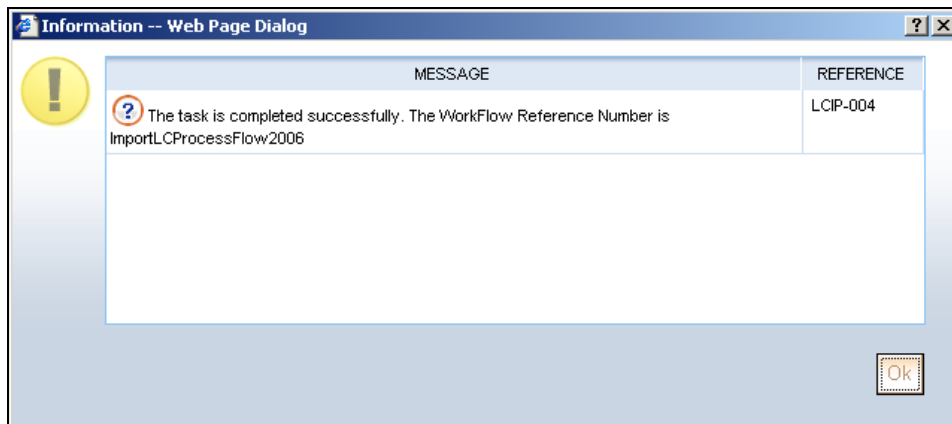 Information -- Web Page Dialog
MESSAGE
REFERENCE
The task is completed successfully. The WorkFlow Reference Number is
ImportLCProcessFlow2006
LCIP-004
Ok